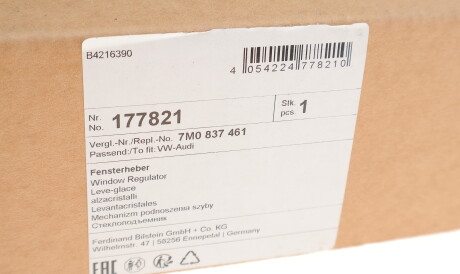 B4216390
4 054224 778210
Nr.
No. 177821
Stk.
pcs. 1
Vergl.-Nr./Repl.-No. 7M0 837 461
Passend:/To fit: VW-Audi
Fensterheber
Window Regulator
Leve-glace
alzacristalli
Levantacristales
Mechanizm podnoszenia szyby
Стеклоподъемник
Ferdinand Bilstein GmbH + Co. KG
Wilhelmstr. 47 | 58256 Ennepetal | Germany
EAC